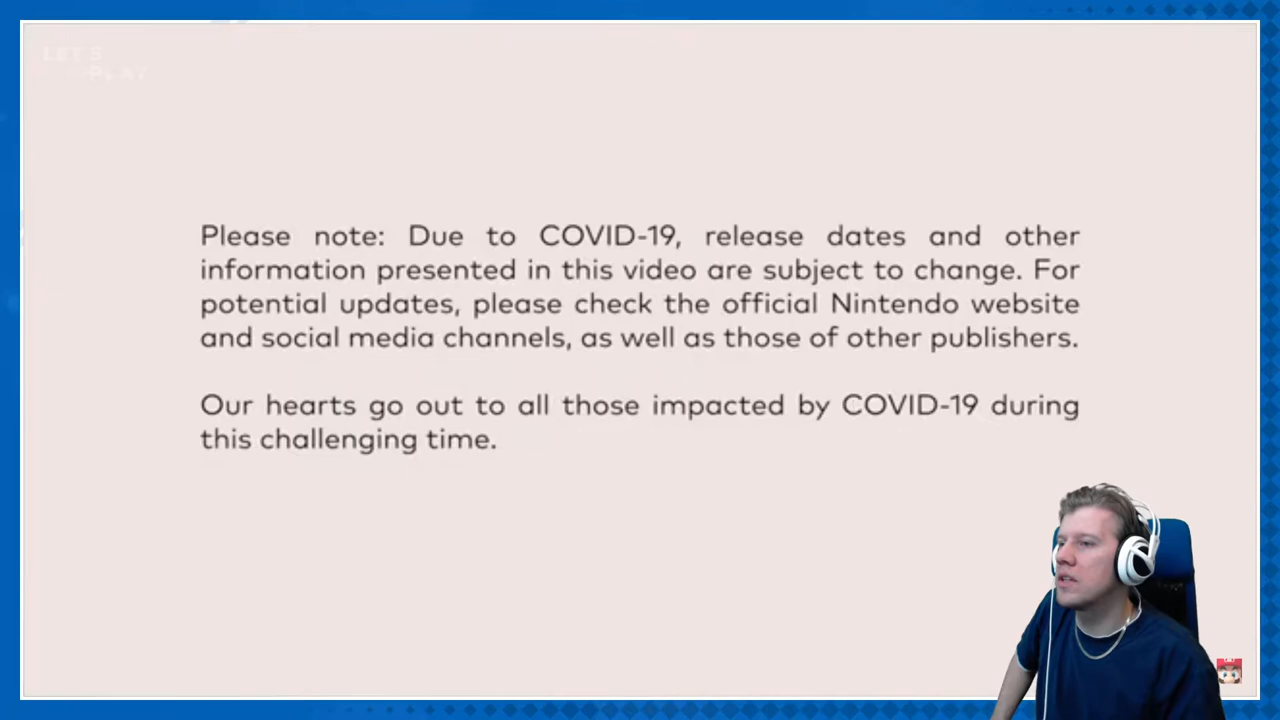 LET'S
PLAY
Please note: Due to COVID-19, release dates and other
information presented in this video are subject to change. For
potential updates, please check the official Nintendo website
and social media channels, as well as those of other publishers.
Our hearts go out to all those impacted by COVID-19 during
this challenging time.